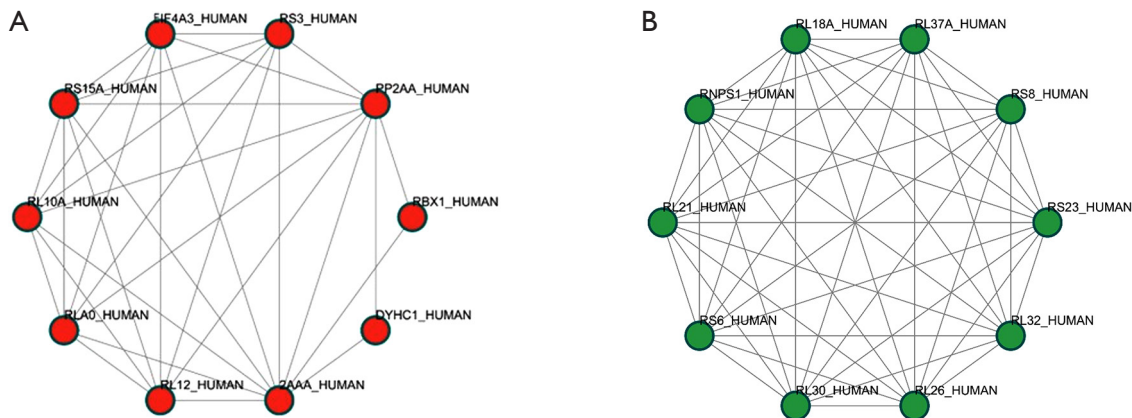 A
EIF4A3_HUMAN
RS3_HUMAN
RS15A_HUMAN
PP2AA_HUMAN
RL10A_HUMAN
RBX1_HUMAN
RLA0_HUMAN
DYHC1_HUMAN
RL12_HUMAN
2AAA_HUMAN
B
RL18A_HUMAN
RL37A_HUMAN
RNPS1_HUMAN
RS8_HUMAN
RL21_HUMAN
RS23_HUMAN
RS6_HUMAN
RL32_HUMAN
RL30_HUMAN
RL26_HUMAN